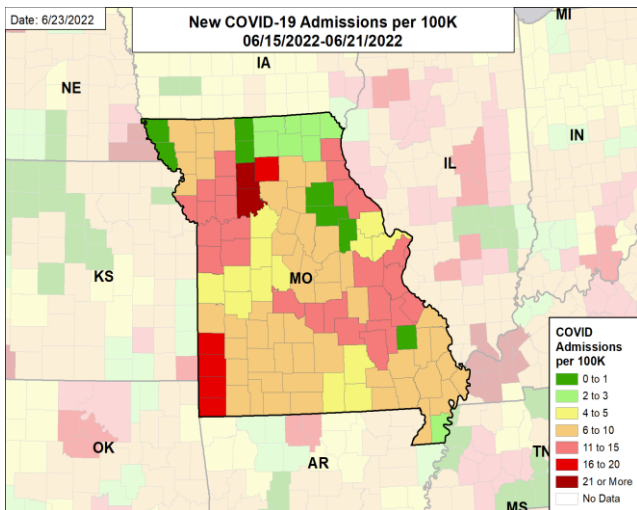 Date: 6/23/2022
New COVID-19 Admissions per 100K
06/15/2022-06/21/2022
MI
IA
NE
IN
IL
KS
MO
COVID
Admissions
per 100K
0 to 1
2 to 3
4 to 5
6 to 10
11 to 15
16 to 20
21 or More
No Data
OK
AR
TN
MS